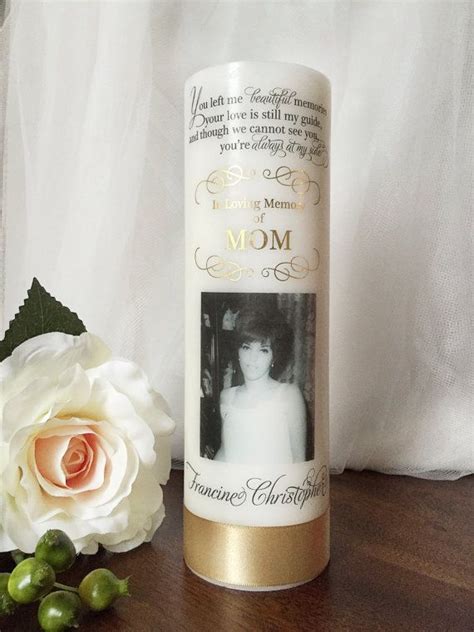 You left me beautiful memories
your love is still my guide...
and though we cannot see you...
you're always at my side
In Loving Memory
of
MOM
Francine & Christopher